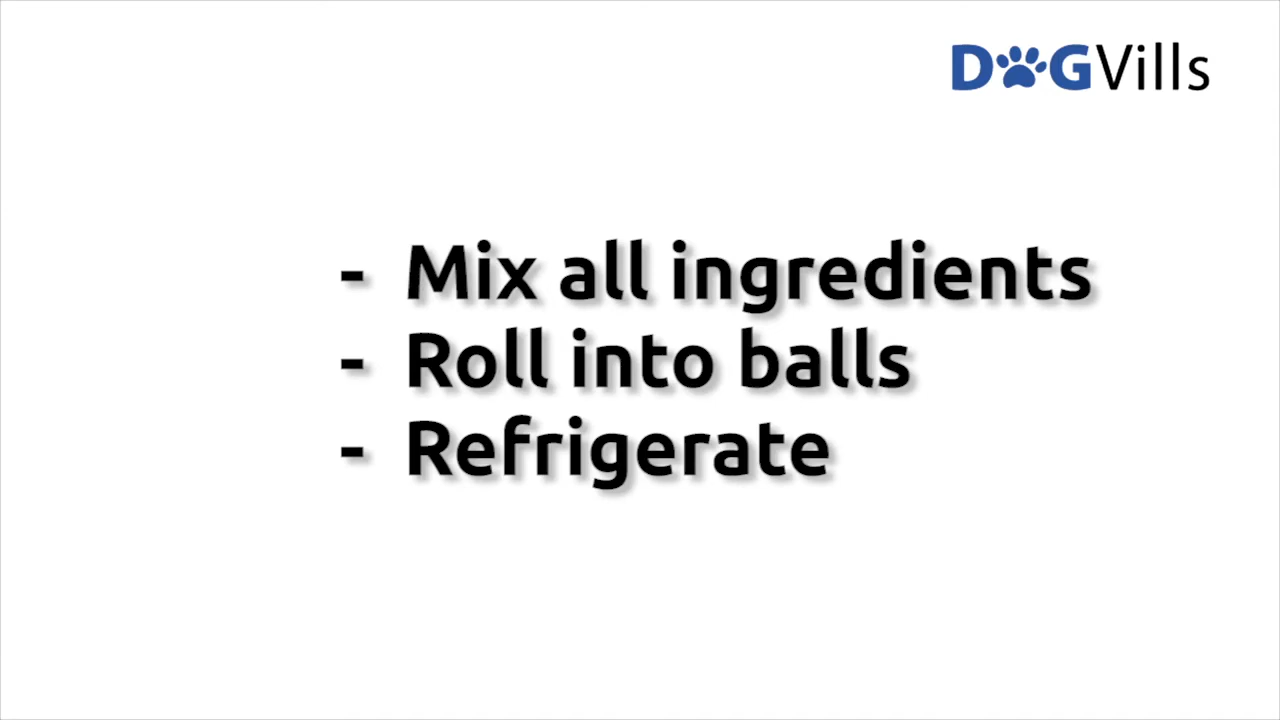 DOGVills
- Mix all ingredients
- Roll into balls
- Refrigerate